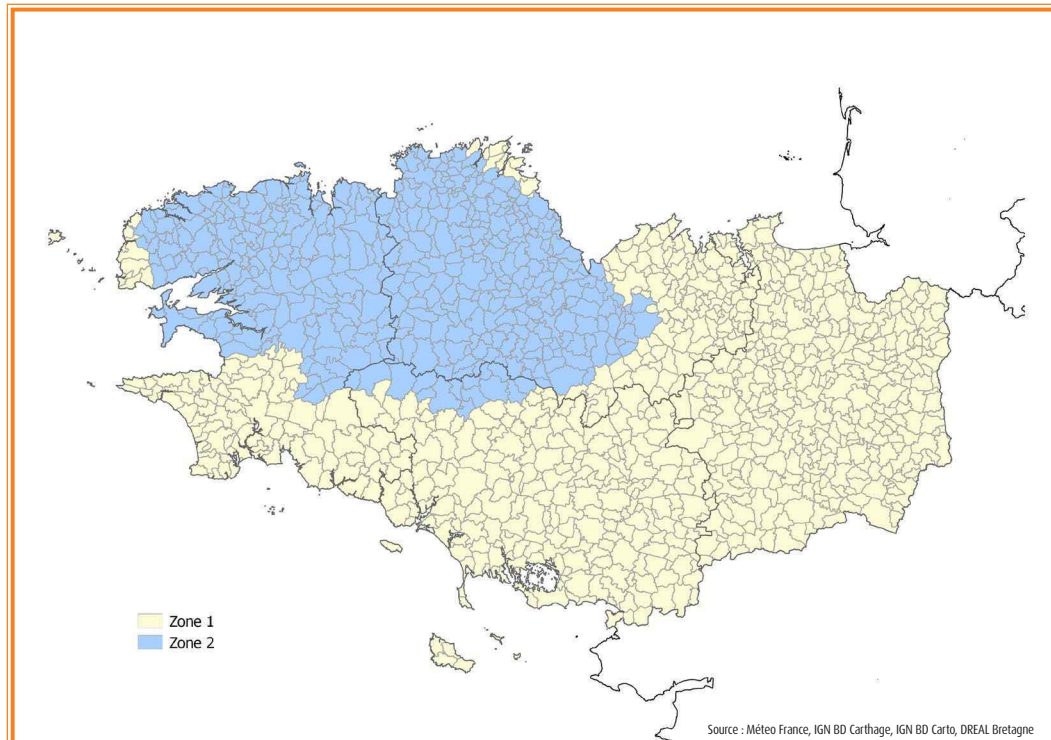 Zone 1
Zone 2
Source : Méteo France, IGN BD Carthage, IGN BD Carto, DREAL Bretagne